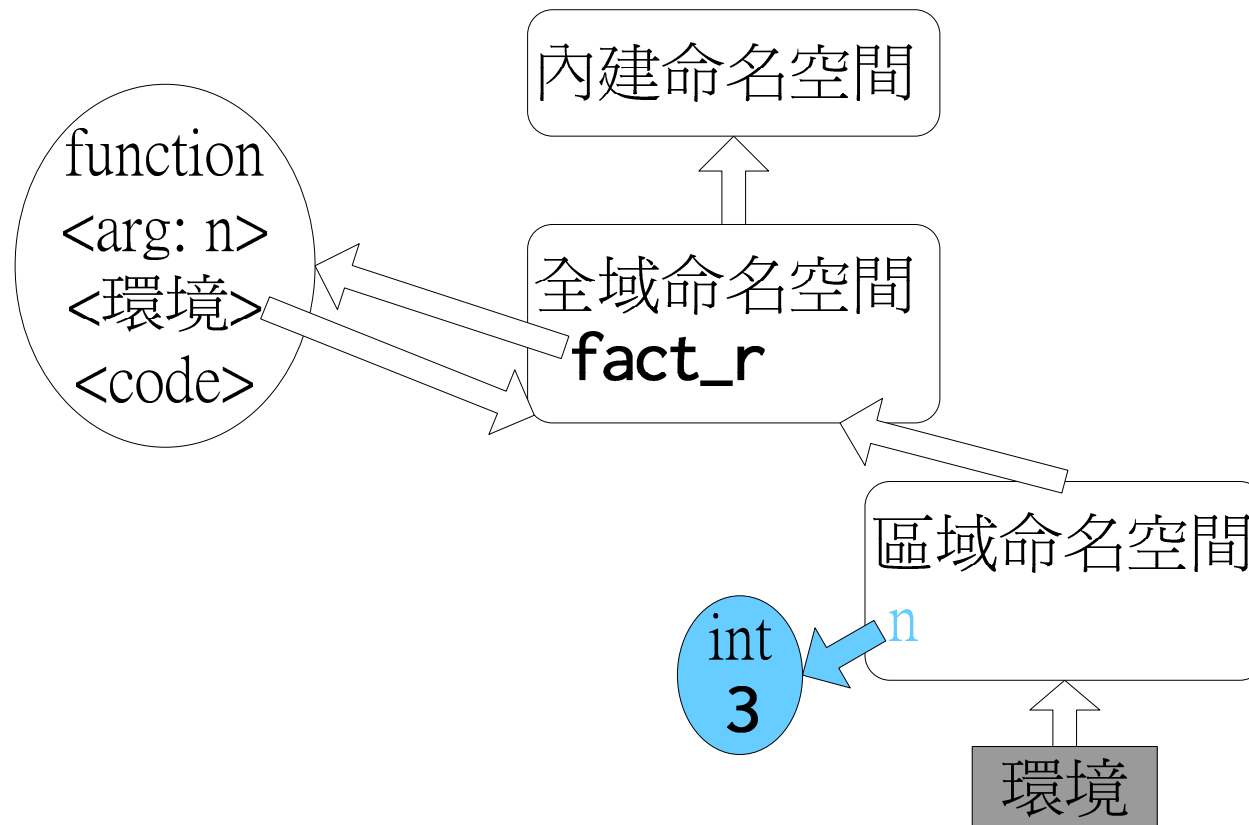 內建命名空間
function
<arg: n>
<環境>
<code>
全域命名空間
fact_r
區域命名空間
n
int
3
環境